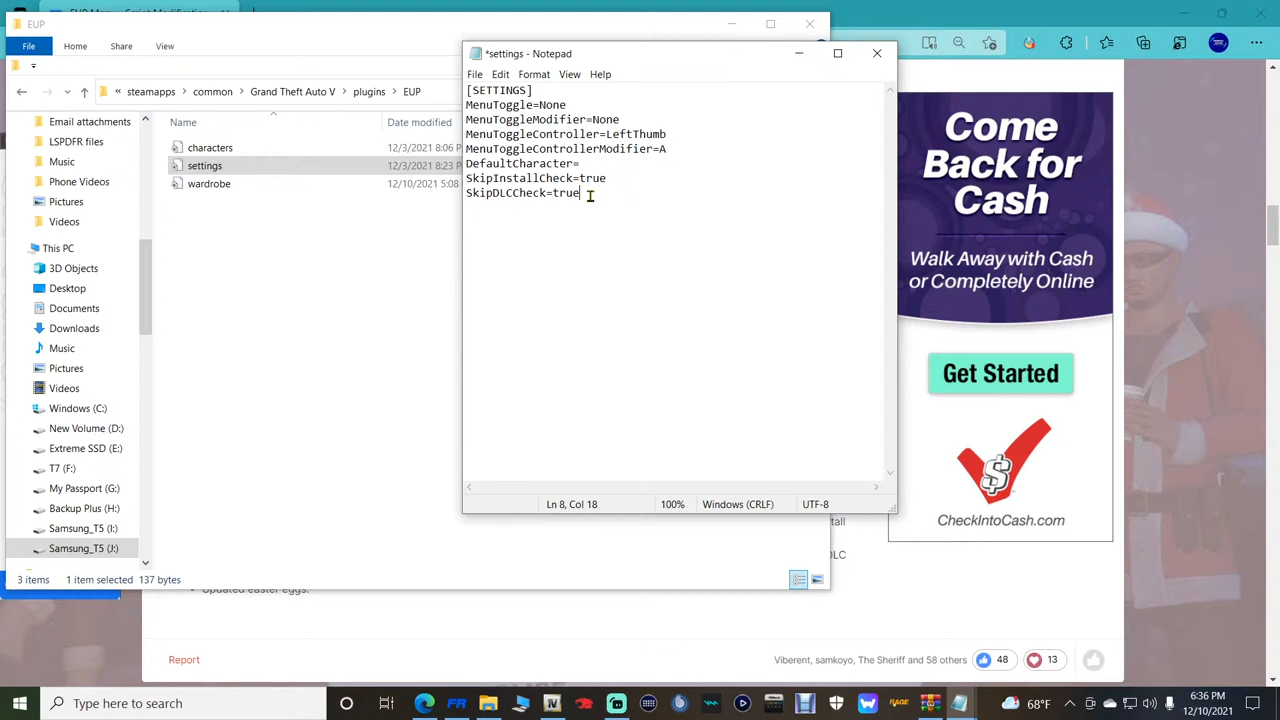 EUP
File
Home
Share
View
« steamapps > common > Grand Theft Auto V > plugins > EUP
Email attachments
LSPDFR files
Music
Phone Videos
Pictures
Videos
This PC
3D Objects
Desktop
Documents
Downloads
Music
Pictures
Videos
Windows (C:)
New Volume (D:)
Extreme SSD (E:)
T7 (F:)
My Passport (G:)
Backup Plus (H:)
Samsung_T5 (I:)
Samsung_T5 (J:)
Name
Date modified
characters
12/3/2021 8:06 P
settings
12/3/2021 8:23 P
wardrobe
12/10/2021 5:08
3 items
1 item selected 137 bytes
*settings - Notepad
File Edit Format View Help
[SETTINGS]
MenuToggle=None
MenuToggleModifier=None
MenuToggleController=LeftThumb
MenuToggleControllerModifier=A
DefaultCharacter=
SkipInstallCheck=true
SkipDLCCheck=true
Ln 8, Col 18
100%
Windows (CRLF)
UTF-8
Come
Back for
Cash
Walk Away with Cash
or Completely Online
Get Started
$
CheckIntoCash.com
tall
DLC
Updated easter eggs.
Report
Viberent, samkoyo, The Sheriff and 58 others
48
13
Type here to search
FR
RAGE
68°F
6:36 PM
12/10/2021